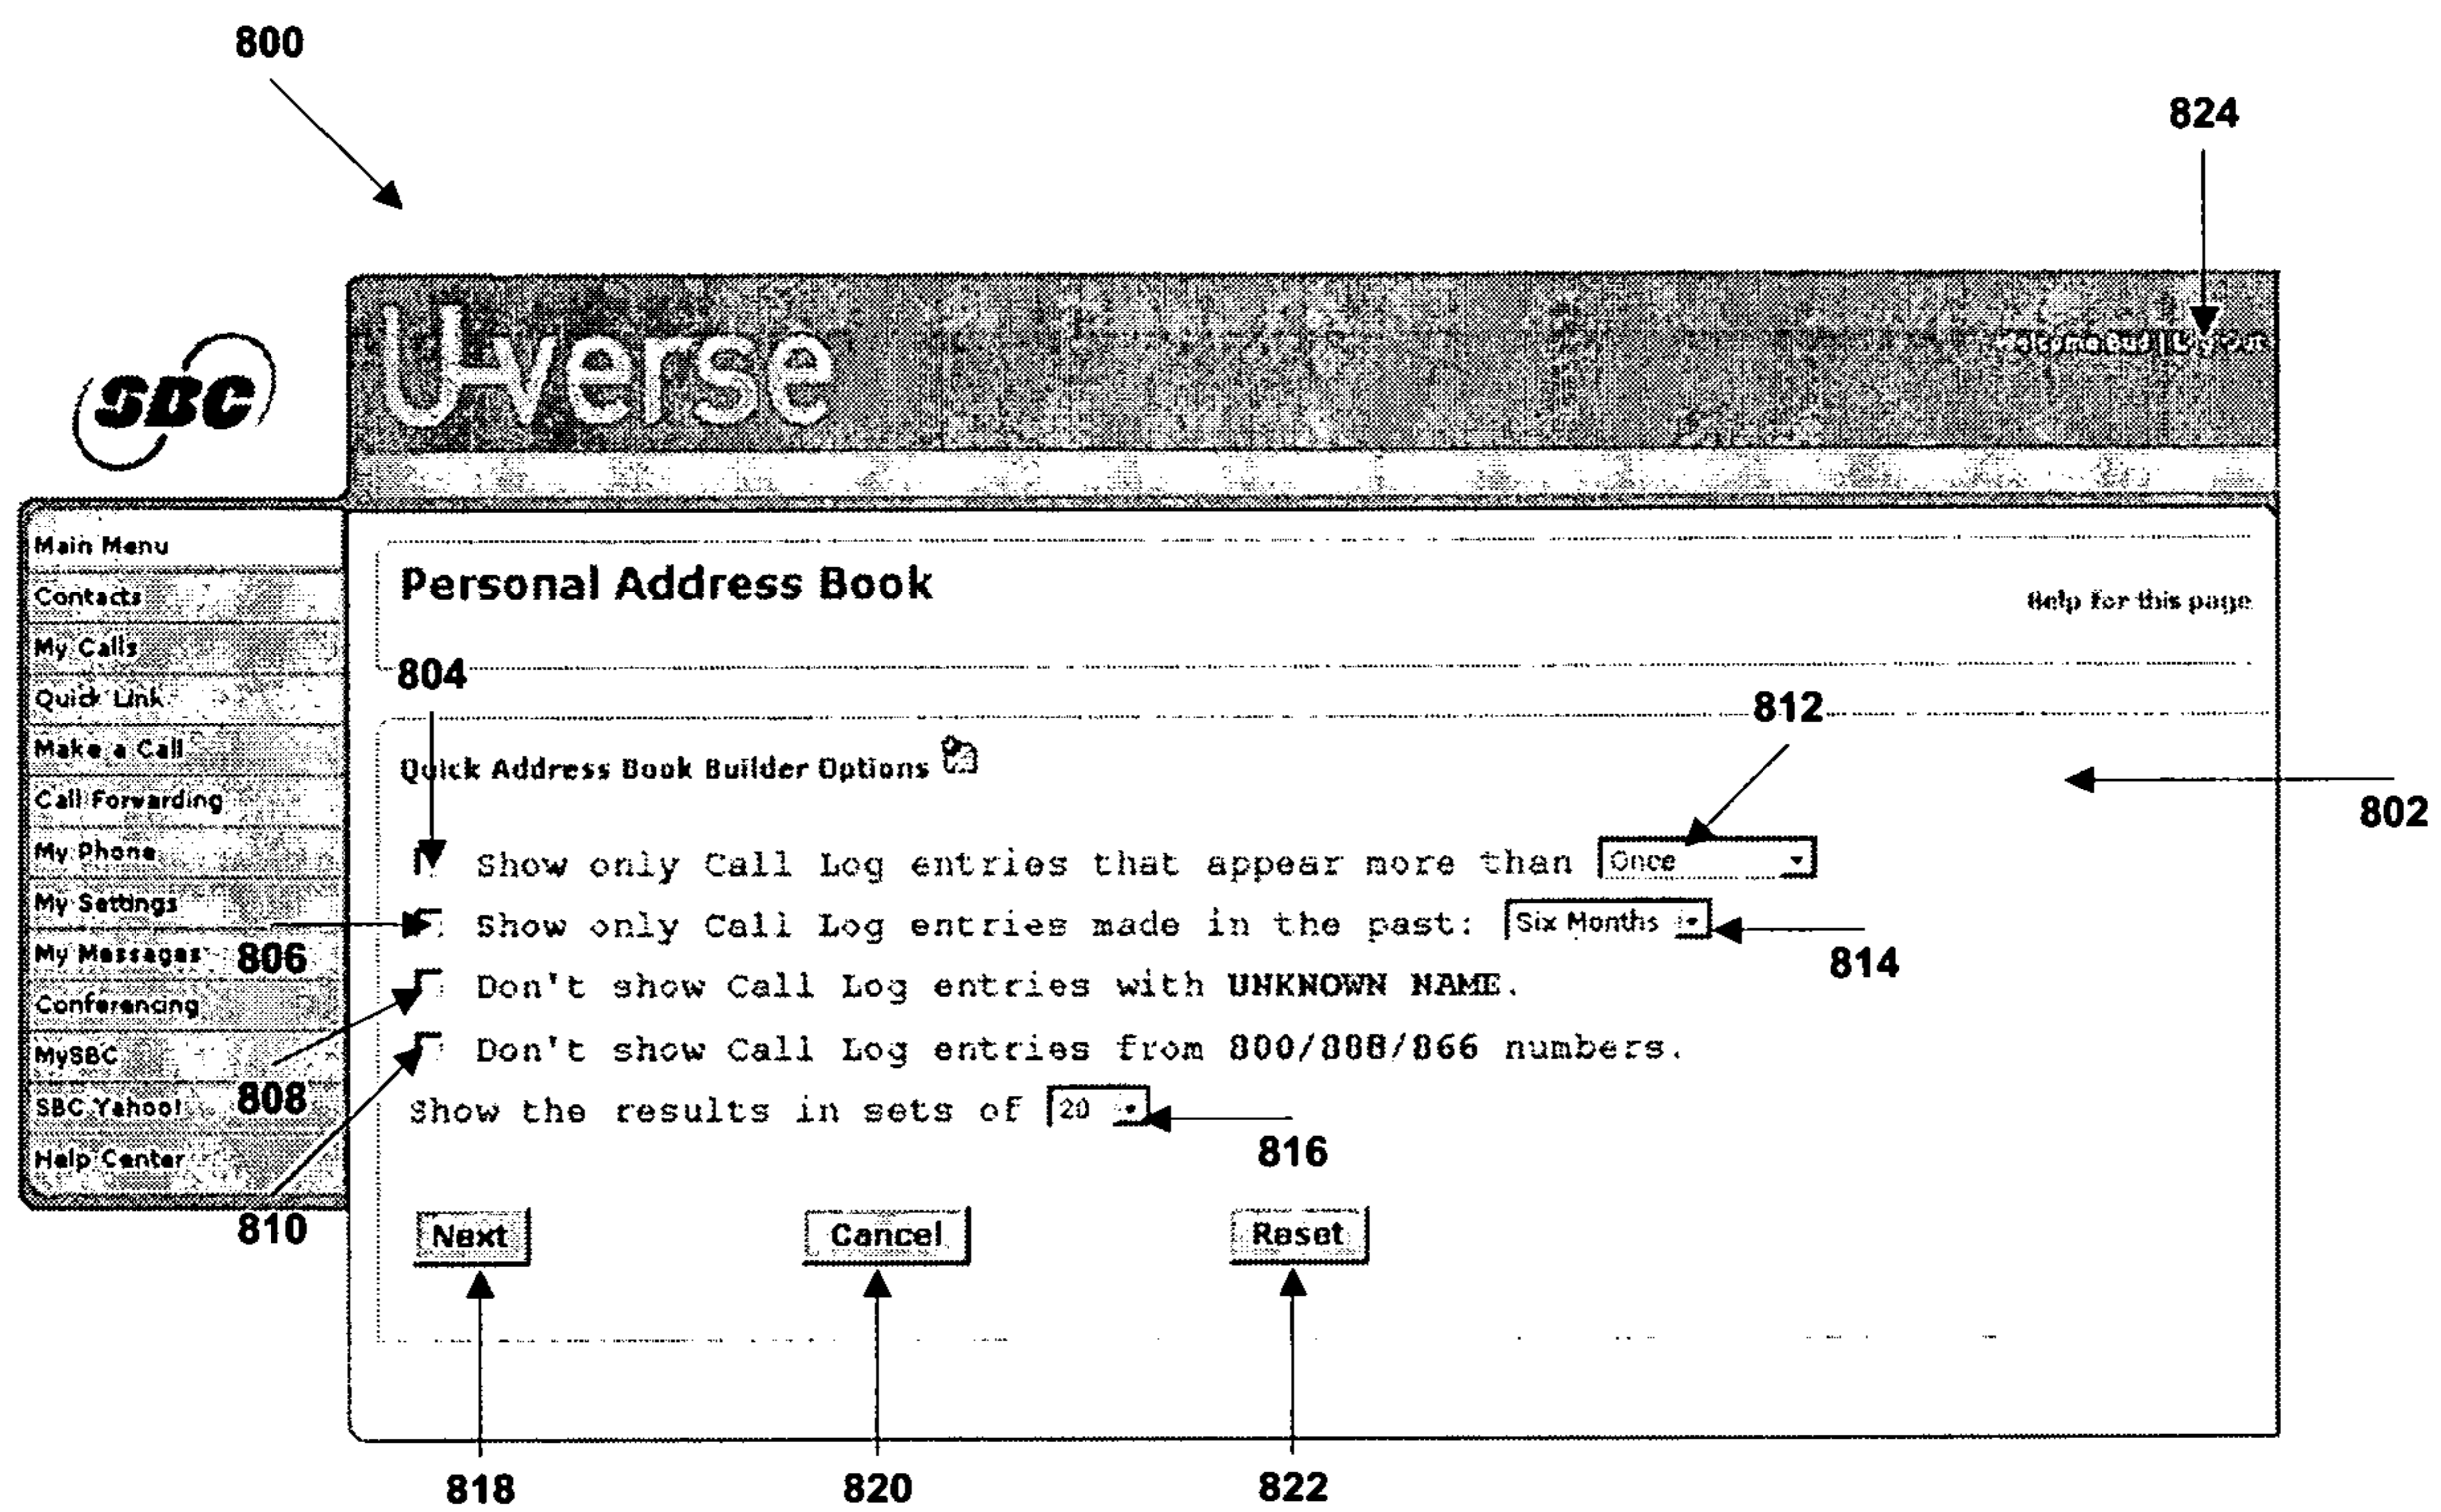 800
824
U-verse
Welcome Bud | Log Out
SBC
Main Menu
Contacts
My Calls
Quick Link
Make a Call
Call Forwarding
My Phone
My Settings
My Messages
Conferencing
MySBC
SBC Yahoo!
Help Center
Personal Address Book
Help for this page
804
812
Quick Address Book Builder Options
802
Show only Call Log entries that appear more than Once
Show only Call Log entries made in the past: Six Months
806
814
Don't show Call Log entries with UNKNOWN NAME.
Don't show Call Log entries from 800/888/866 numbers.
808
Show the results in sets of 20
816
810
Next Cancel Reset
818 820 822